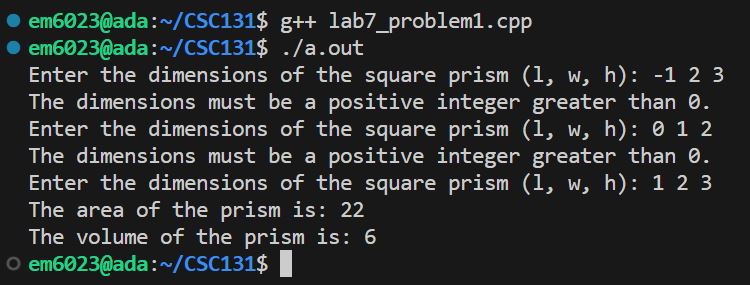 em6023@ada:~/CSC131$ g++ lab7_problem1.cpp
em6023@ada:~/CSC131$ ./a.out
Enter the dimensions of the square prism (l, w, h): -1 2 3
The dimensions must be a positive integer greater than 0.
Enter the dimensions of the square prism (l, w, h): 0 1 2
The dimensions must be a positive integer greater than 0.
Enter the dimensions of the square prism (l, w, h): 1 2 3
The area of the prism is: 22
The volume of the prism is: 6
em6023@ada:~/CSC131$